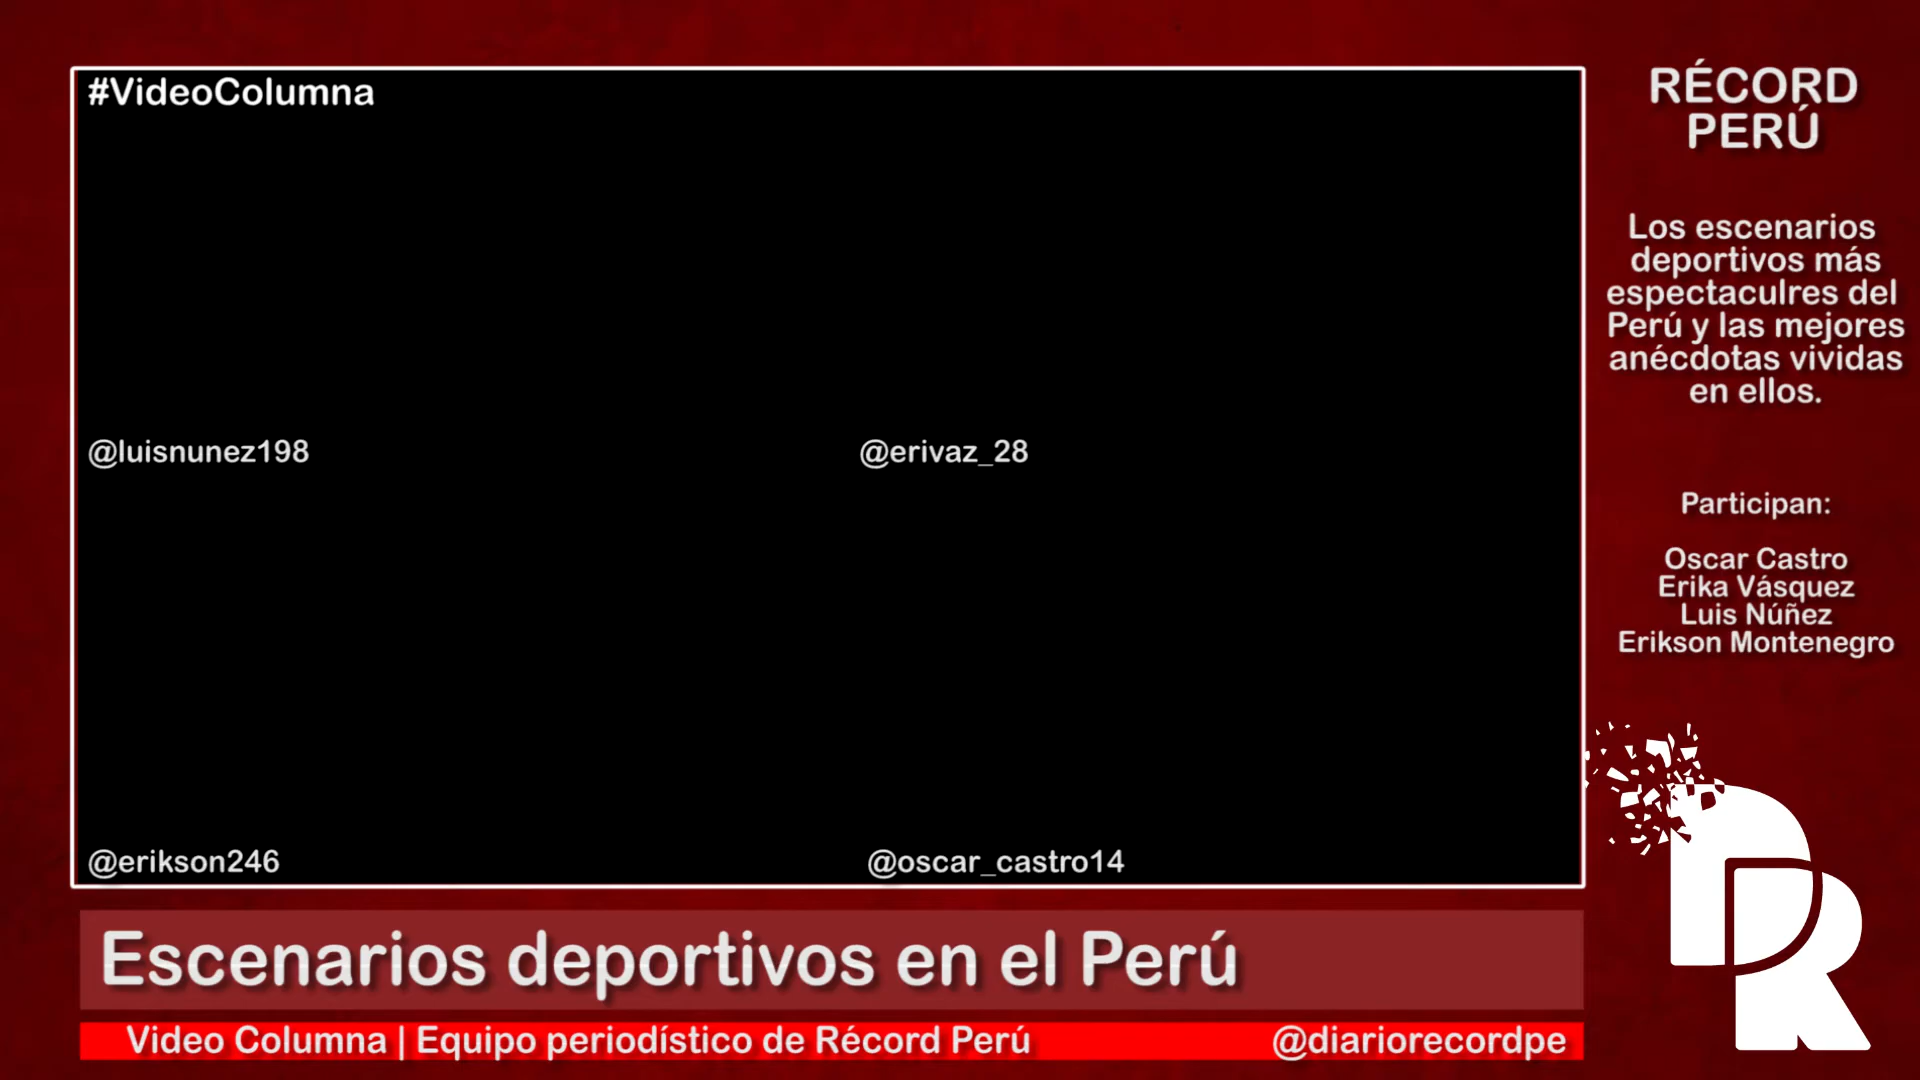 #VideoColumna
@luisnunez198
@erivaz_28
@erikson246
@oscar_castro14
RÉCORD
PERÚ
Los escenarios
deportivos más
espectaculres del
Perú y las mejores
anécdotas vividas
en ellos.
Participan:
Oscar Castro
Erika Vásquez
Luis Núñez
Erikson Montenegro
Escenarios deportivos en el Perú
Video Columna | Equipo periodístico de Récord Perú
@diariorecordpe